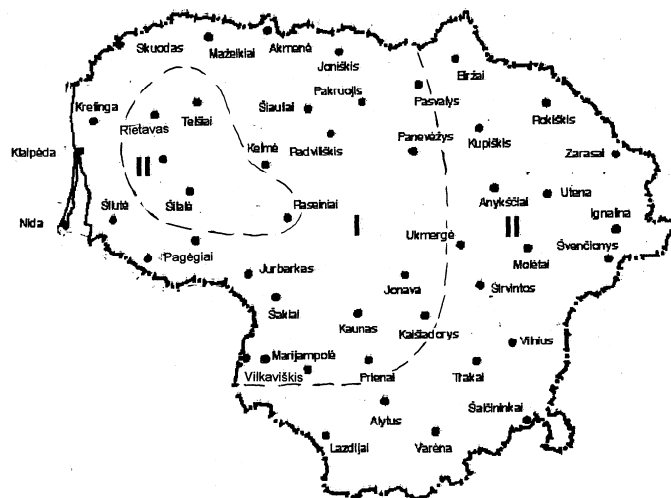 Skuodas
Mažeikiai
Akmenė
Joniškis
Biržai
Pakruojis
Pasvalys
Kretinga
Rietavas
Telšiai
Šiauliai
Rokiškis
Radviliškis
Panevėžys
Kupiškis
Klaipėda
II
Kelmė
Zarasai
Šilutė
Šilalė
Raseiniai
Anykščiai
Utena
Nida
I
II
Ignalina
Pagėgiai
Ukmergė
Molėtai
Švenčionys
Jurbarkas
Jonava
Širvintos
Šakiai
Kaunas
Kaišiadorys
Vilnius
Marijampolė
Vilkaviškis
Prienai
Trakai
Alytus
Šalčininkai
Lazdijai
Varėna